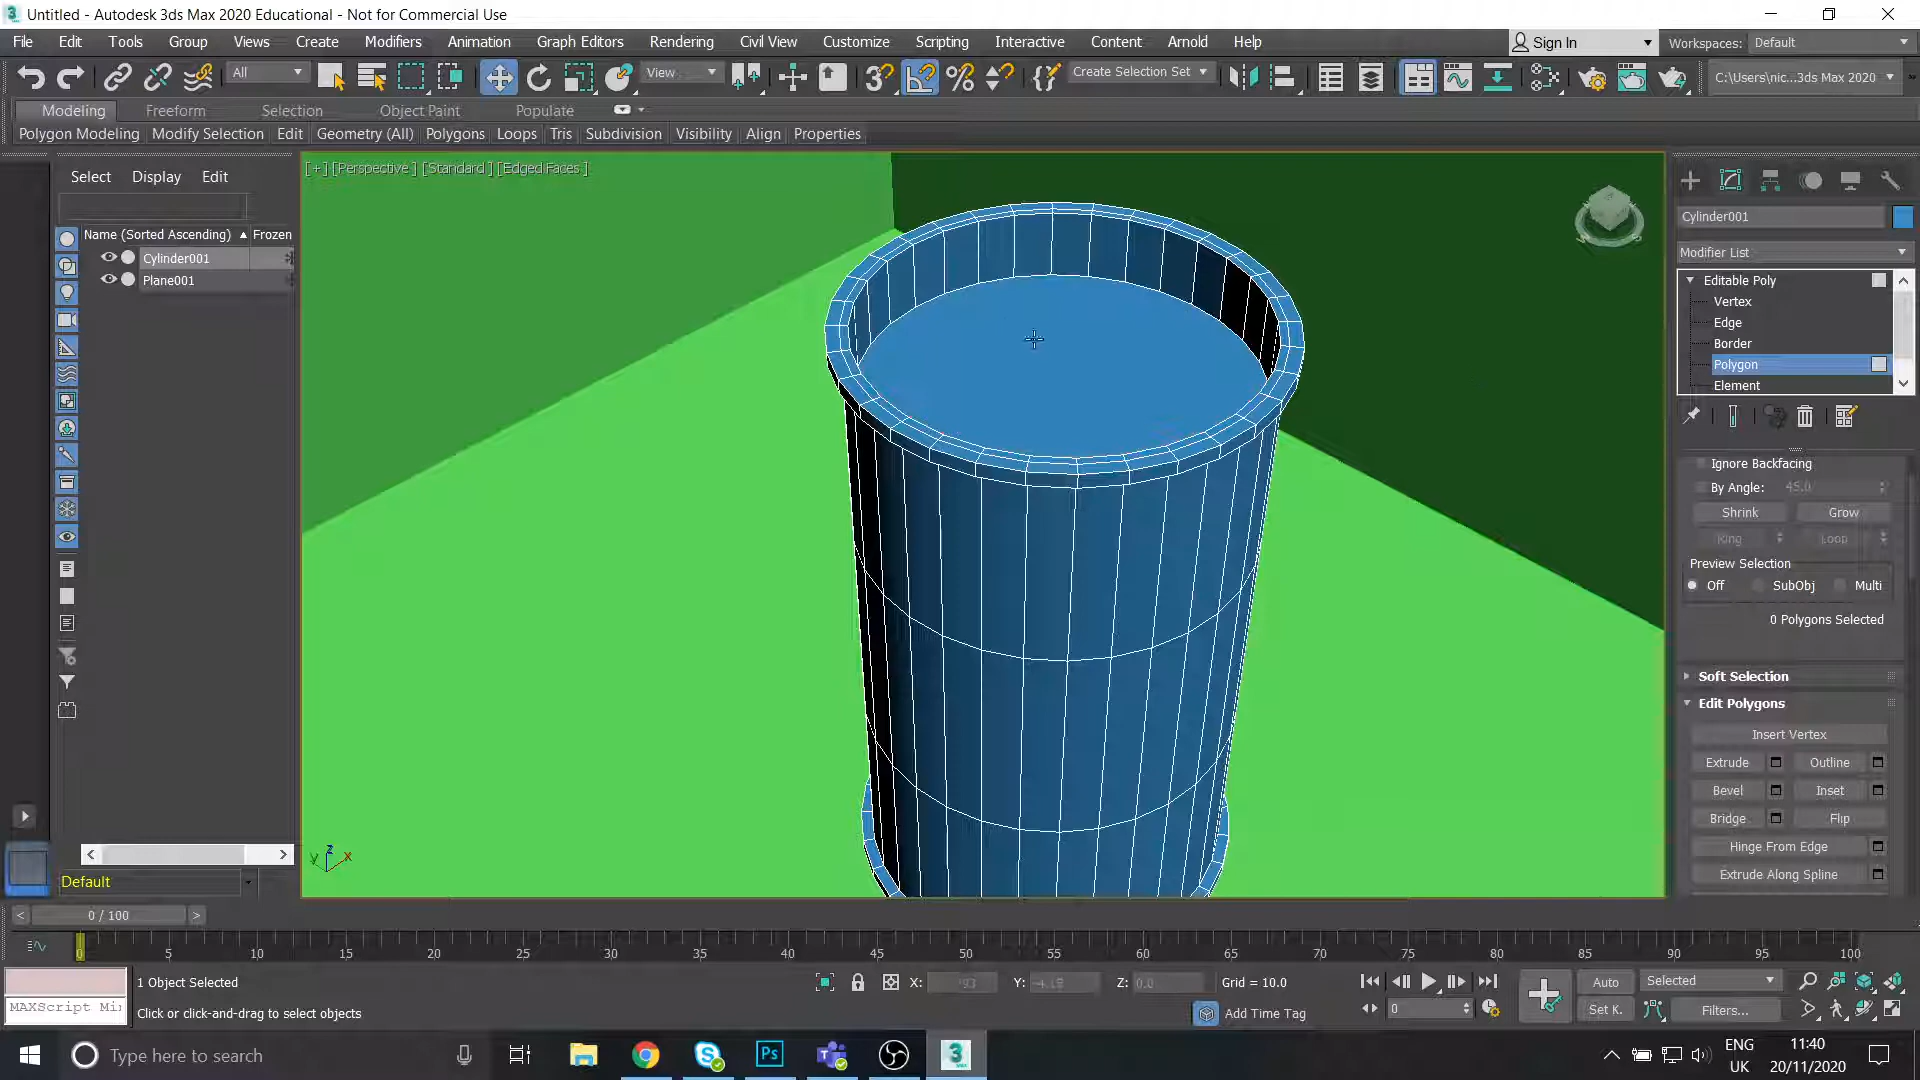 Untitled - Autodesk 3ds Max 2020 Educational - Not for Commercial Use
File Edit Tools Group Views Create Modifiers Animation Graph Editors Rendering Civil View Customize Scripting Interactive Content Arnold Help
Sign In
Workspaces: Default
All
View
Create Selection Set
C:\Users\nic...3ds Max 2020
Modeling Freeform Selection Object Paint Populate
Polygon Modeling Modify Selection Edit Geometry (All) Polygons Loops Tris Subdivision Visibility Align Properties
Select Display Edit
Name (Sorted Ascending) Frozen
Cylinder001
Plane001
[ + ] [Perspective ] [Standard ] [Edged Faces ]
Cylinder001
Modifier List
Editable Poly
Vertex
Edge
Border
Polygon
Element
Ignore Backfacing
By Angle: 45.0
Shrink Grow
Ring Loop
Preview Selection
Off SubObj Multi
0 Polygons Selected
Soft Selection
Edit Polygons
Insert Vertex
Extrude Outline
Bevel Inset
Bridge Flip
Hinge From Edge
Extrude Along Spline
z
y x
Default
< 0 / 100 >
0 5 10 15 20 25 30 35 40 45 50 55 60 65 70 75 80 85 90 95 100
1 Object Selected
X: Y: Z: 0.0
Grid = 10.0
Auto Selected
MAXScript Mi
Click or click-and-drag to select objects
Add Time Tag
0
Set K. Filters...
Type here to search
Ps
3
ENG
UK
11:40
20/11/2020